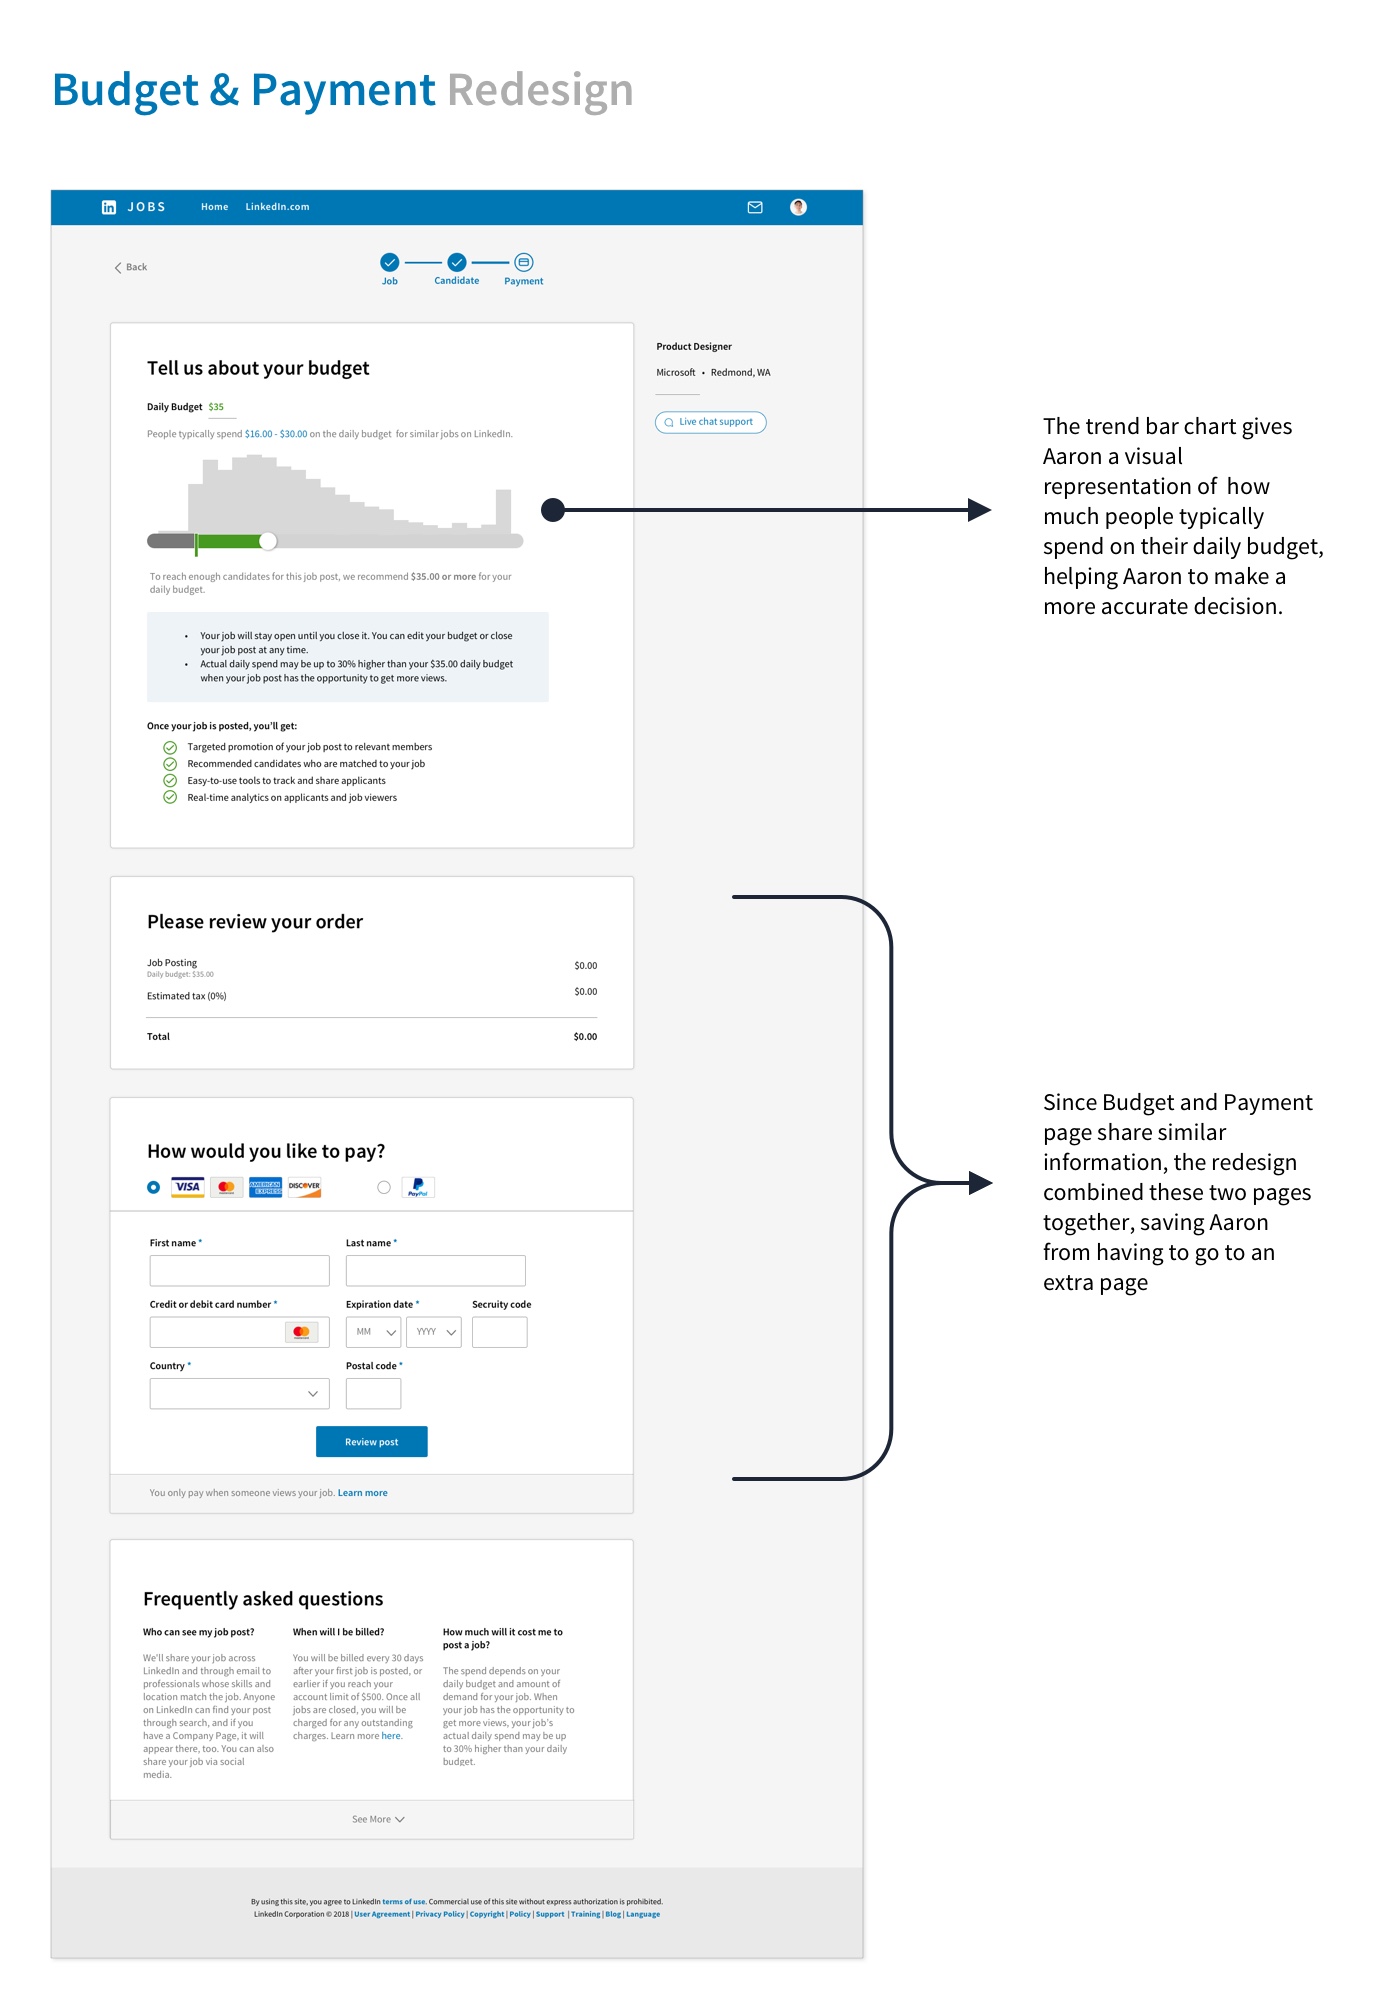 Budget & Payment Redesign
in JOBS Home LinkedIn.com
Back
Job Candidate Payment
Tell us about your budget
Daily Budget $35
People typically spend $16.00 - $30.00 on the daily budget for similar jobs on LinkedIn.
To reach enough candidates for this job post, we recommend $35.00 or more for your
daily budget.
• Your job will stay open until you close it. You can edit your budget or close
your job post at any time.
• Actual daily spend may be up to 30% higher than your $35.00 daily budget
when your job post has the opportunity to get more views.
Once your job is posted, you'll get:
Targeted promotion of your job post to relevant members
Recommended candidates who are matched to your job
Easy-to-use tools to track and share applicants
Real-time analytics on applicants and job viewers
Product Designer
Microsoft • Redmond, WA
Live chat support
The trend bar chart gives
Aaron a visual
representation of how
much people typically
spend on their daily budget,
helping Aaron to make a
more accurate decision.
Please review your order
Job Posting $0.00
Daily budget: $35.00
Estimated tax (0%) $0.00
Total $0.00
How would you like to pay?
VISA
mastercard
AMERICAN
EXPRESS
DISCOVER
PayPal
First name * Last name *
Credit or debit card number * Expiration date * Secruity code
MM YYYY
Country * Postal code *
Review post
You only pay when someone views your job. Learn more
Since Budget and Payment
page share similar
information, the redesign
combined these two pages
together, saving Aaron
from having to go to an
extra page
Frequently asked questions
Who can see my job post?
We'll share your job across
LinkedIn and through email to
professionals whose skills and
location match the job. Anyone
on LinkedIn can find your post
through search, and if you
have a Company Page, it will
appear there, too. You can also
share your job via social
media.
When will I be billed?
You will be billed every 30 days
after your first job is posted, or
earlier if you reach your
account limit of $500. Once all
jobs are closed, you will be
charged for any outstanding
charges. Learn more here.
How much will it cost me to
post a job?
The spend depends on your
daily budget and amount of
demand for your job. When
your job has the opportunity to
get more views, your job's
actual daily spend may be up
to 30% higher than your daily
budget.
See More
By using this site, you agree to LinkedIn terms of use. Commercial use of this site without express authorization is prohibited.
LinkedIn Corporation © 2018 | User Agreement | Privacy Policy | Copyright | Policy | Support | Training | Blog | Language